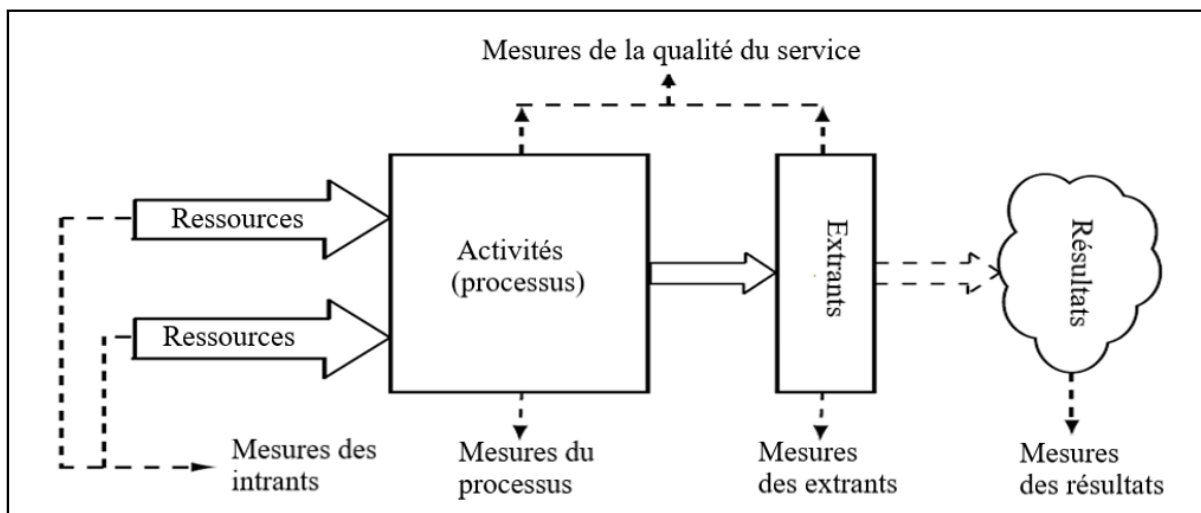 Mesures de la qualité du service
Ressources
Ressources
Activités
(processus)
Extrants
Résultats
Mesures des
intrants
Mesures du
processus
Mesures
des extrants
Mesures
des résultats